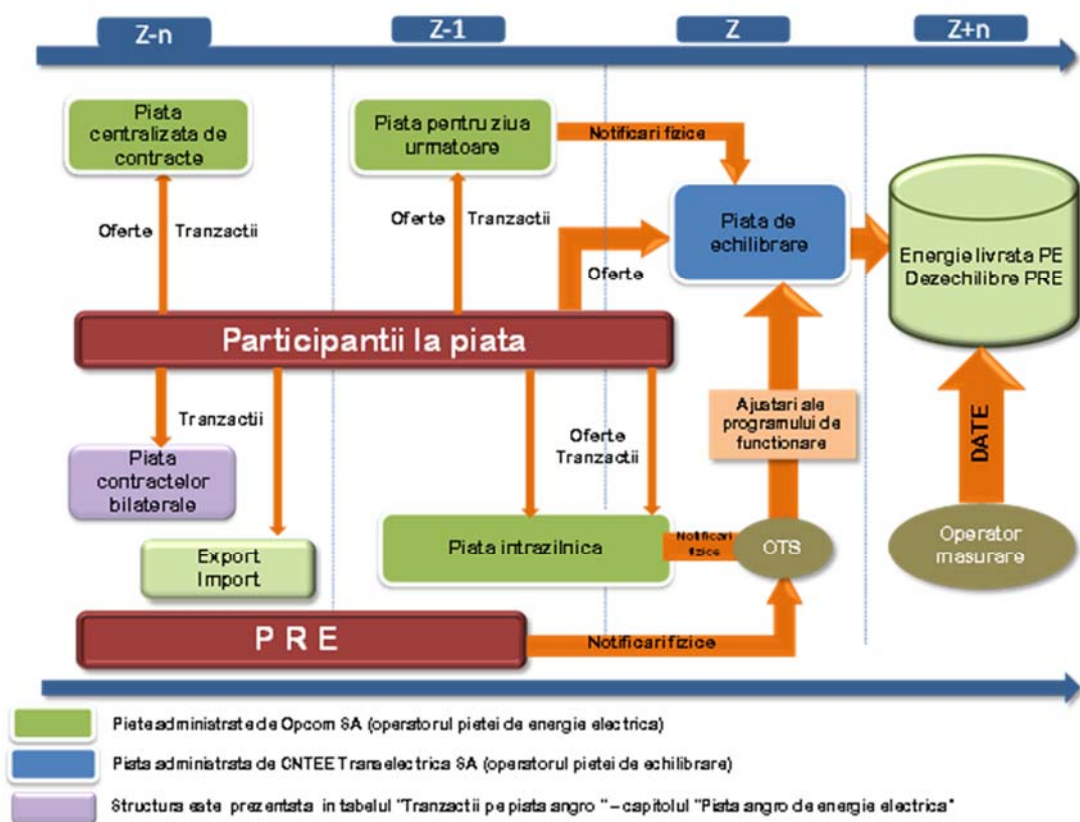 Z-n
Z-1
Z
Z+n
Piata
centralizata de
contracte
Piata pentru ziua
urmatoare
Notificari fizice
Oferte
Tranzactii
Oferte
Tranzactii
Piata de
echilibrare
Energie livrata PE
Dezechilibre PRE
Oferte
Participantii la piata
Tranzactii
Oferte
Tranzactii
Ajustari ale
programului de
functionare
DATE
Piata
contractelor
bilaterale
Piata intrazilnica
Notificari
fizice
OTS
Operator
masurare
Export
Import
PRE
Notificari fizice
Piete administrate de Opcom SA (operatorul pietei de energie electrica)
Piata administrata de CNTEE Transelectrica SA (operatorul pietei de echilibrare)
Structura este prezentata in tabelul "Tranzactii pe piata angro " – capitolul "Piata angro de energie electrica"